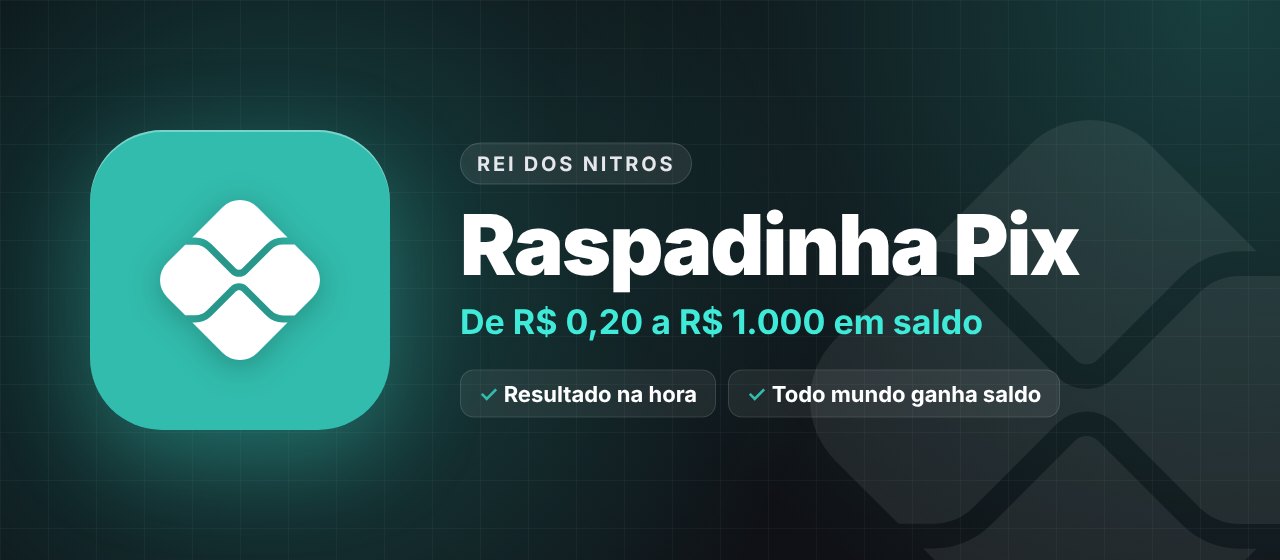 REI DOS NITROS
Raspadinha Pix
De R$ 0,20 a R$ 1.000 em saldo
✓ Resultado na hora ✓ Todo mundo ganha saldo